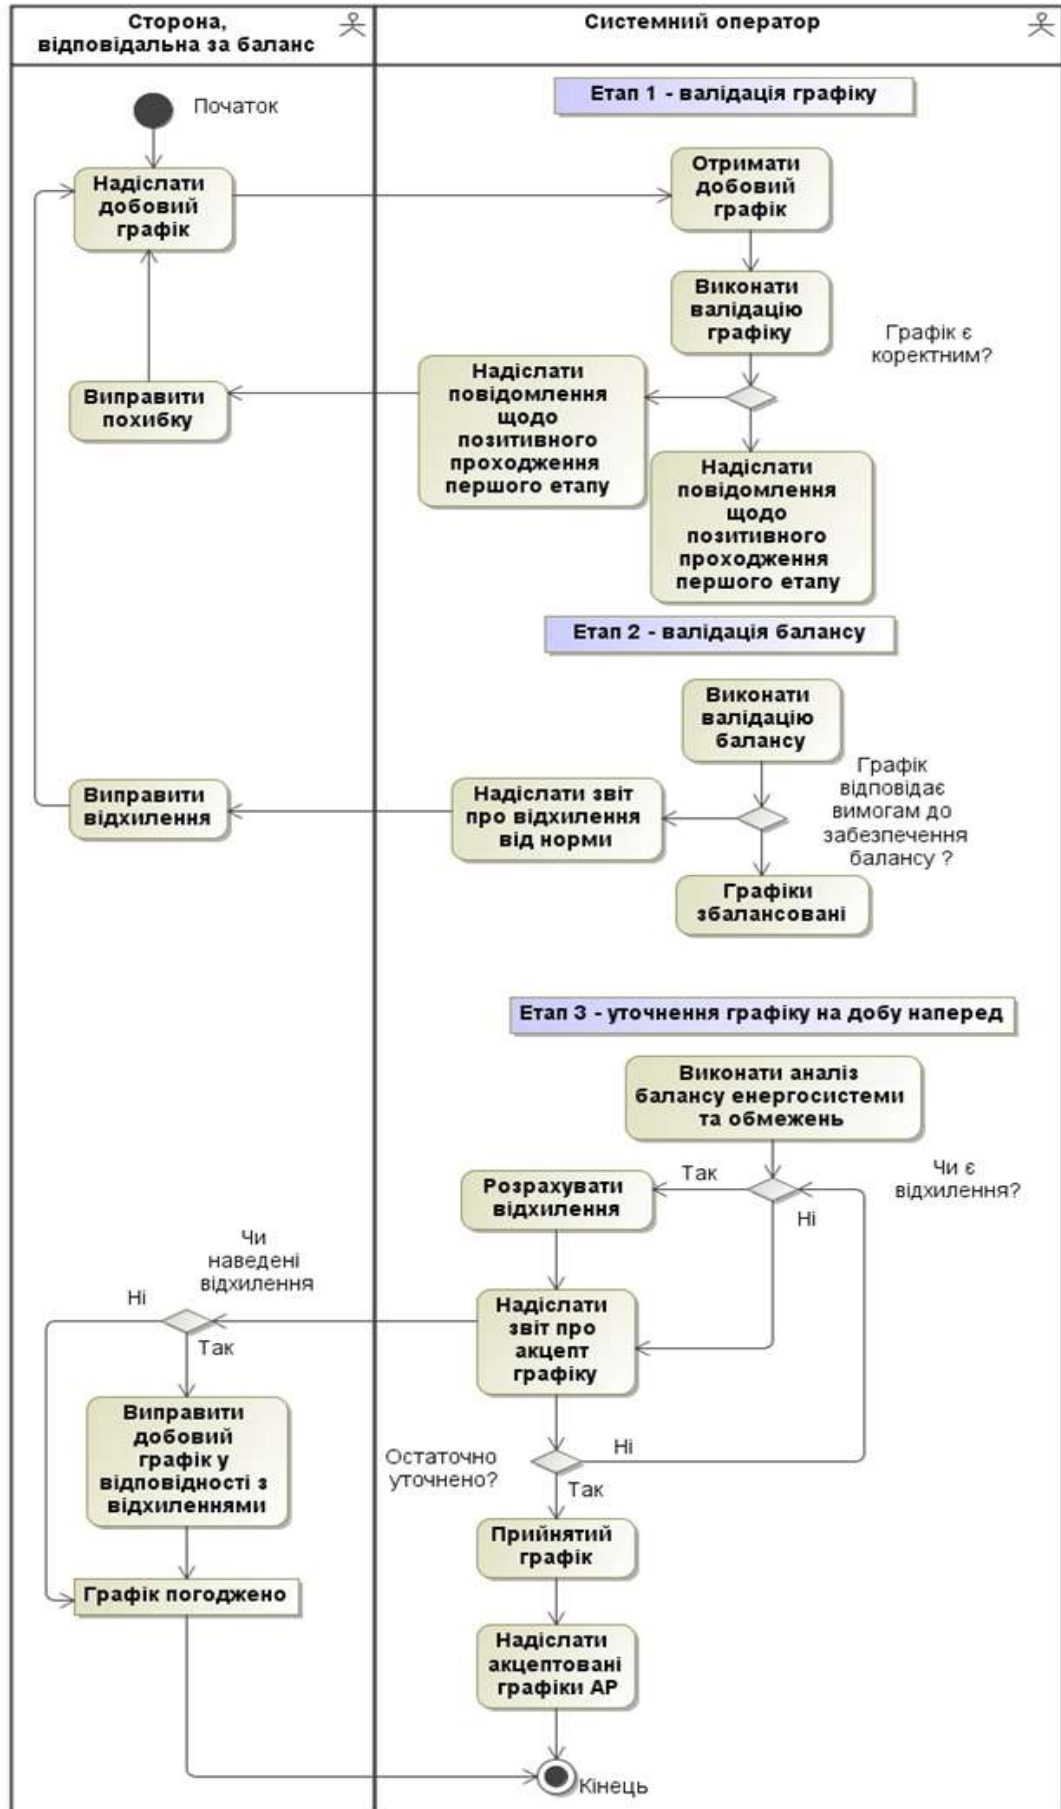 Сторона,
відповідальна за баланс
Системний оператор
Етап 1 - валідація графіку
Початок
Надіслати
добовий
графік
Отримати
добовий
графік
Виконати
валідацію
графіку
Графік є
коректним?
Надіслати
повідомлення
щодо
позитивного
проходження
першого етапу
Виправити
похибку
Надіслати
повідомлення
щодо
позитивного
проходження
першого етапу
Етап 2 - валідація балансу
Виконати
валідацію
балансу
Графік
відповідає
вимогам до
забезпечення
балансу ?
Надіслати звіт
про відхилення
від норми
Виправити
відхилення
Графіки
збалансовані
Етап 3 - уточнення графіку на добу наперед
Виконати аналіз
балансу енергосистеми
та обмежень
Чи є
відхилення?
Так
Ні
Розрахувати
відхилення
Чи
наведені
відхилення
Ні
Так
Надіслати
звіт про
акцепт
графіку
Виправити
добовий
графік у
відповідності з
відхиленнями
Остаточно
уточнено?
Ні
Так
Прийнятий
графік
Графік погоджено
Надіслати
акцептовані
графіки АР
Кінець